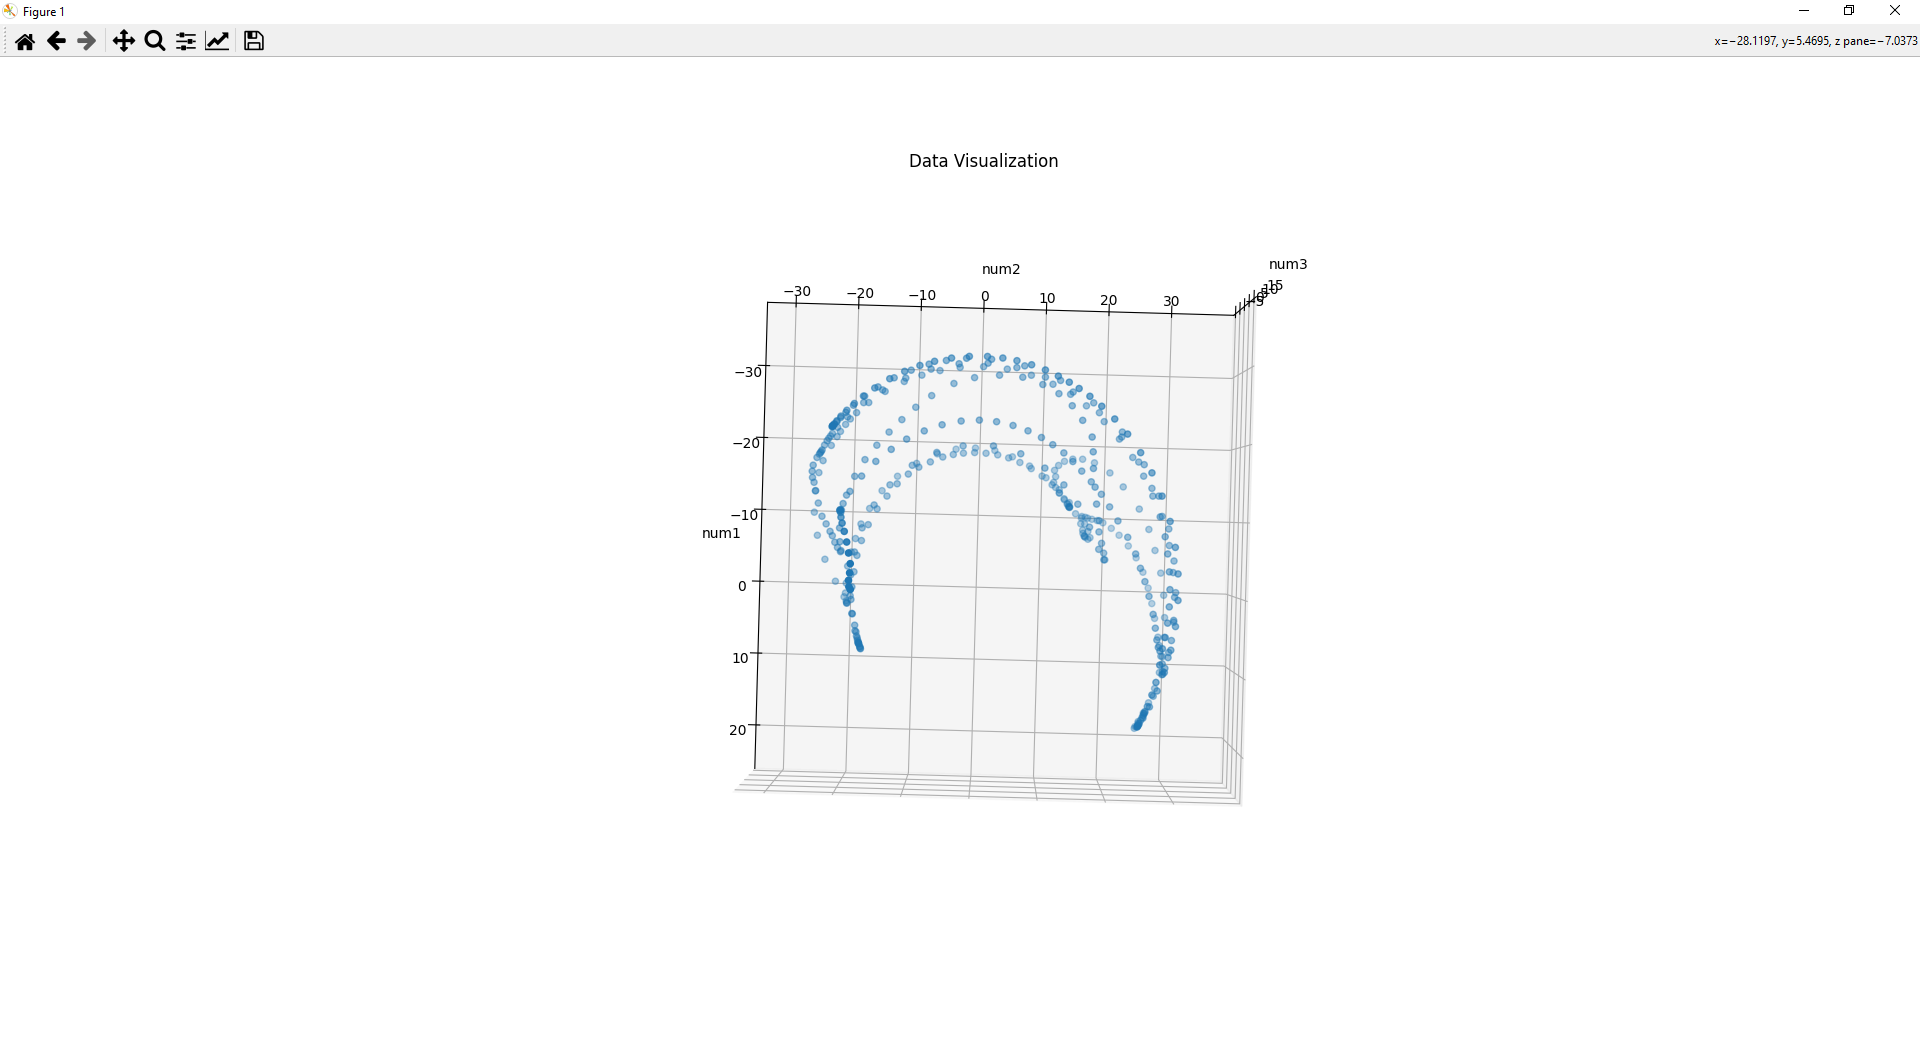 Figure 1
x=−28.1197, y=5.4695, z pane=−7.0373
Data Visualization
num3
num2
−30 −20 −10 0 10 20 30
15
−30
−20
−10
num1
0
10
20